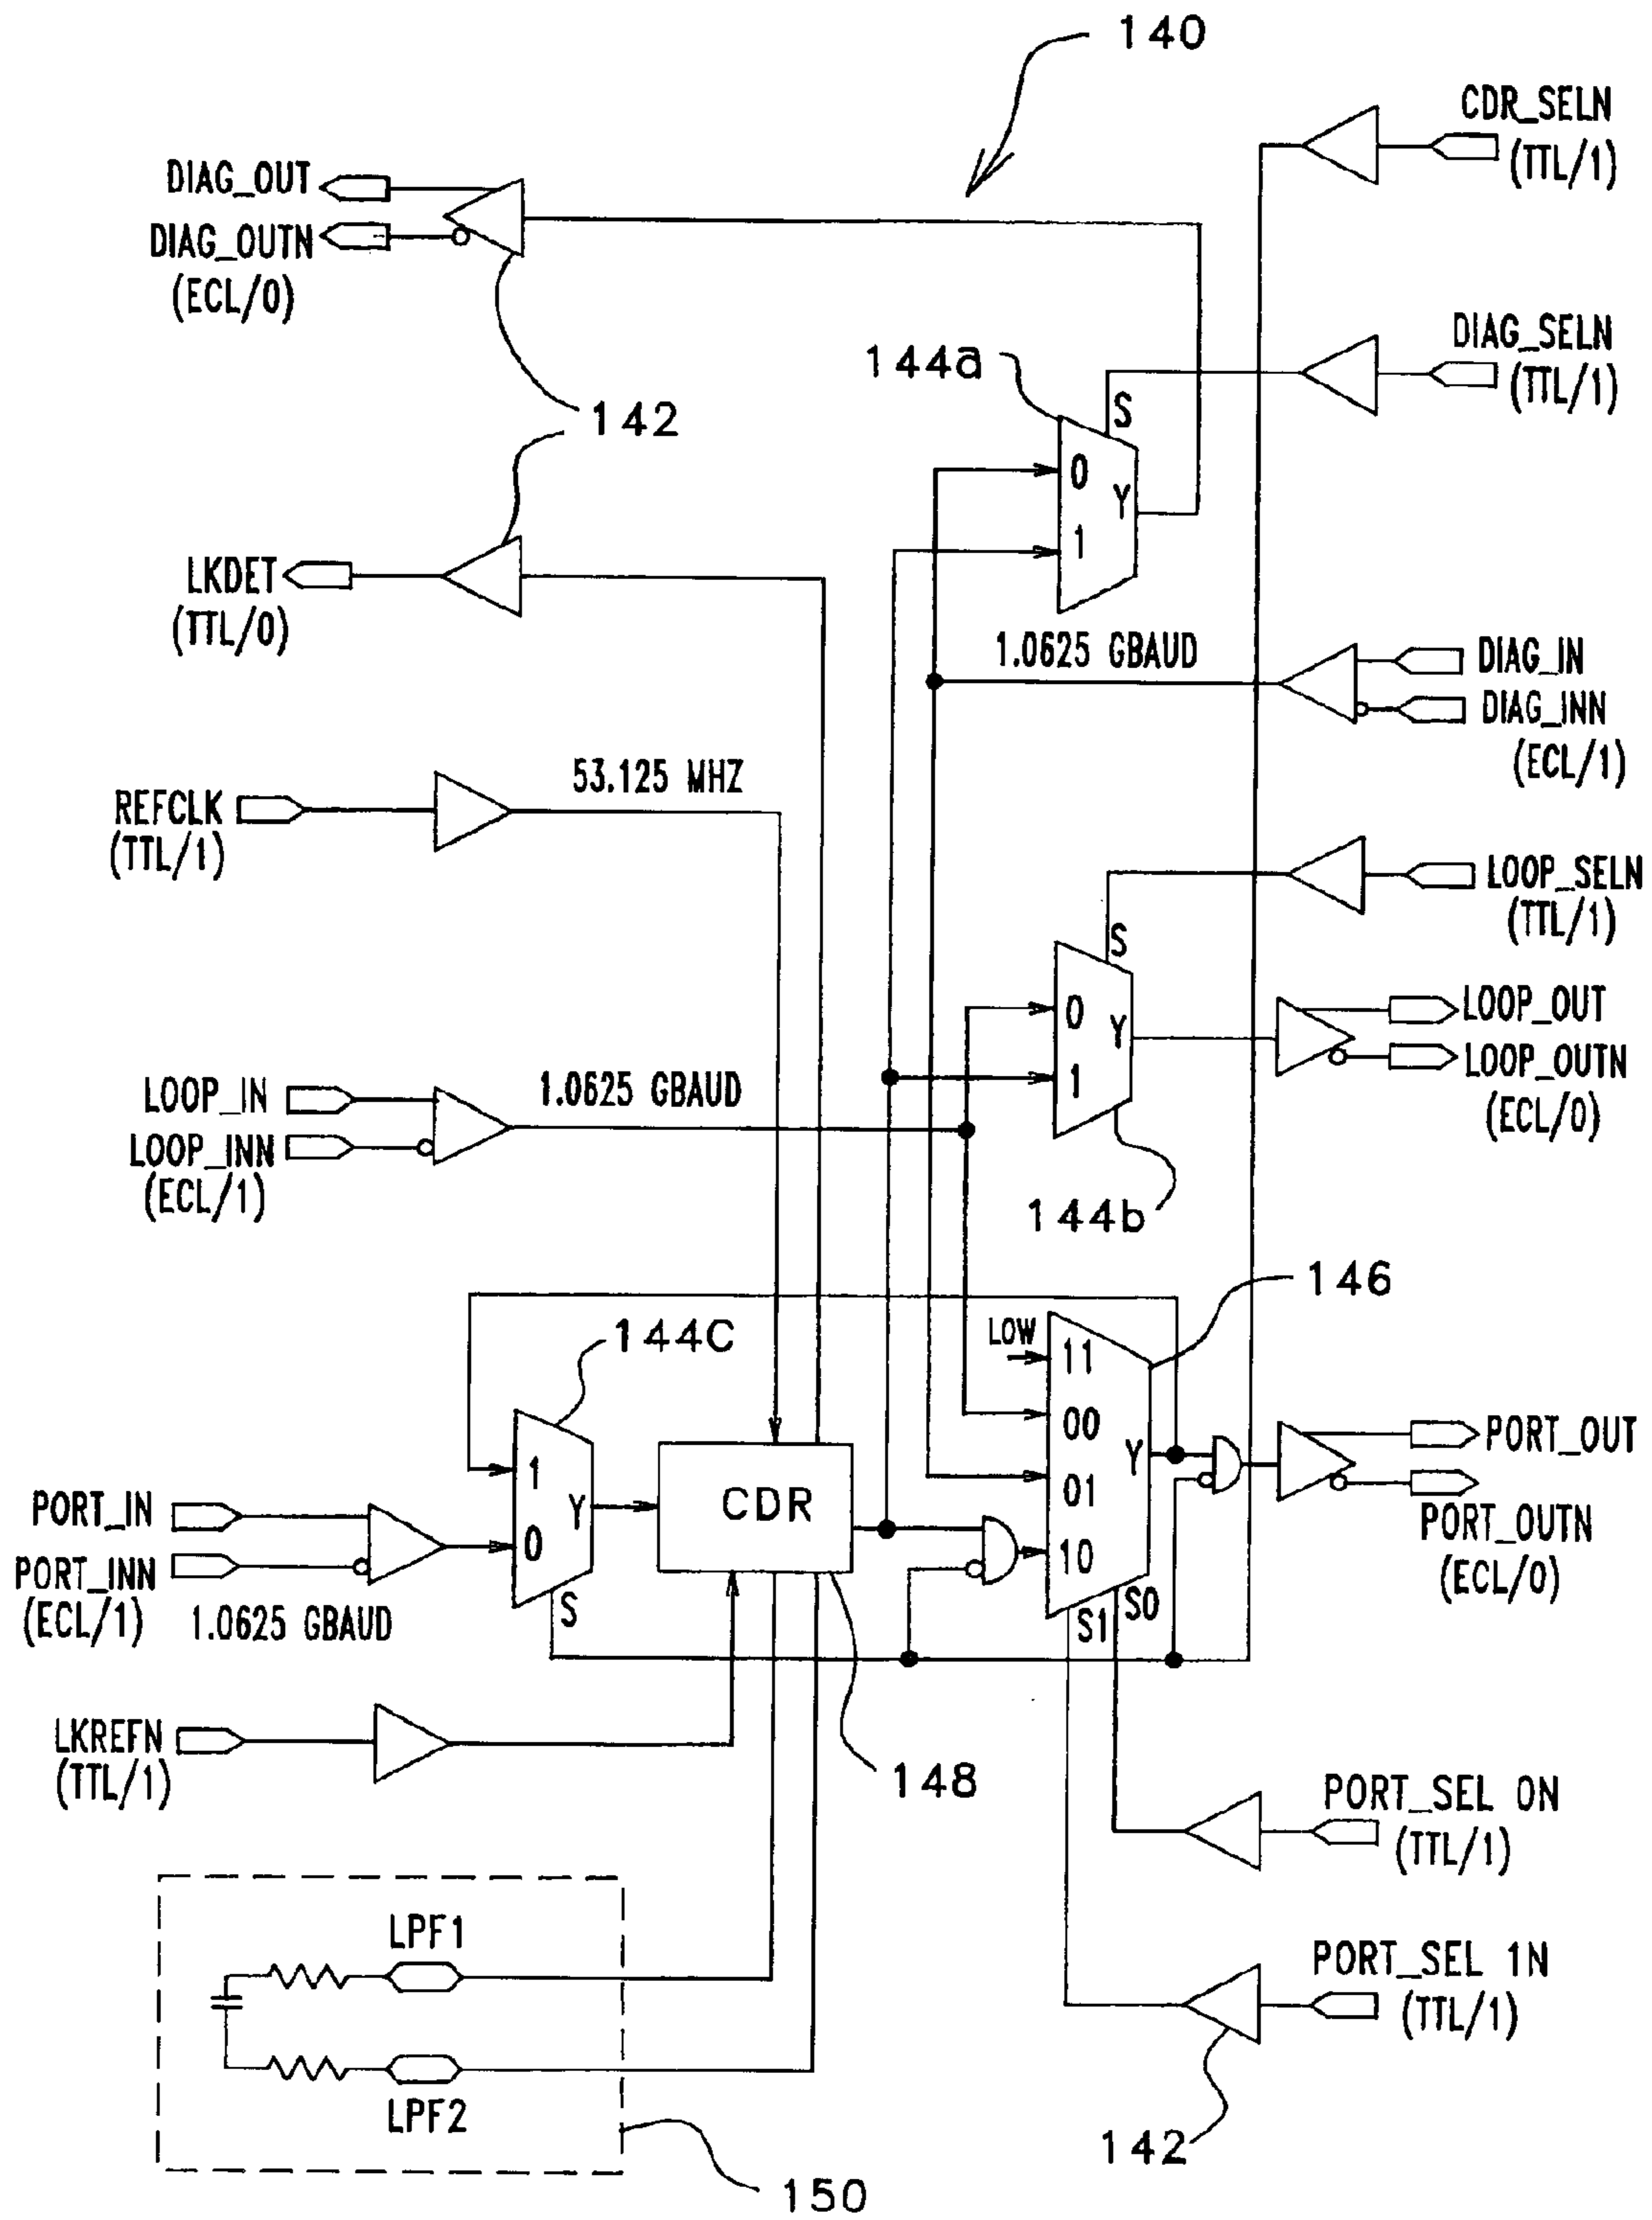 140
CDR_SELN
(TTL/1)
DIAG_OUT
DIAG_OUTN
(ECL/0)
DIAG_SELN
(TTL/1)
144a
S
142
0
Y
1
LKDET
(TTL/0)
1.0625 GBAUD
DIAG_IN
DIAG_INN
(ECL/1)
53.125 MHZ
REFCLK
(TTL/1)
LOOP_SELN
(TTL/1)
S
0
Y
1
LOOP_OUT
LOOP_OUTN
(ECL/0)
1.0625 GBAUD
LOOP_IN
LOOP_INN
(ECL/1)
144b
146
144C
LOW
11
00
Y
01
10
S1
S0
1
Y
0
S
CDR
PORT_OUT
PORT_OUTN
(ECL/0)
PORT_IN
PORT_INN
(ECL/1)
1.0625 GBAUD
LKREFN
(TTL/1)
148
PORT_SEL 0N
(TTL/1)
LPF1
LPF2
PORT_SEL 1N
(TTL/1)
142
150